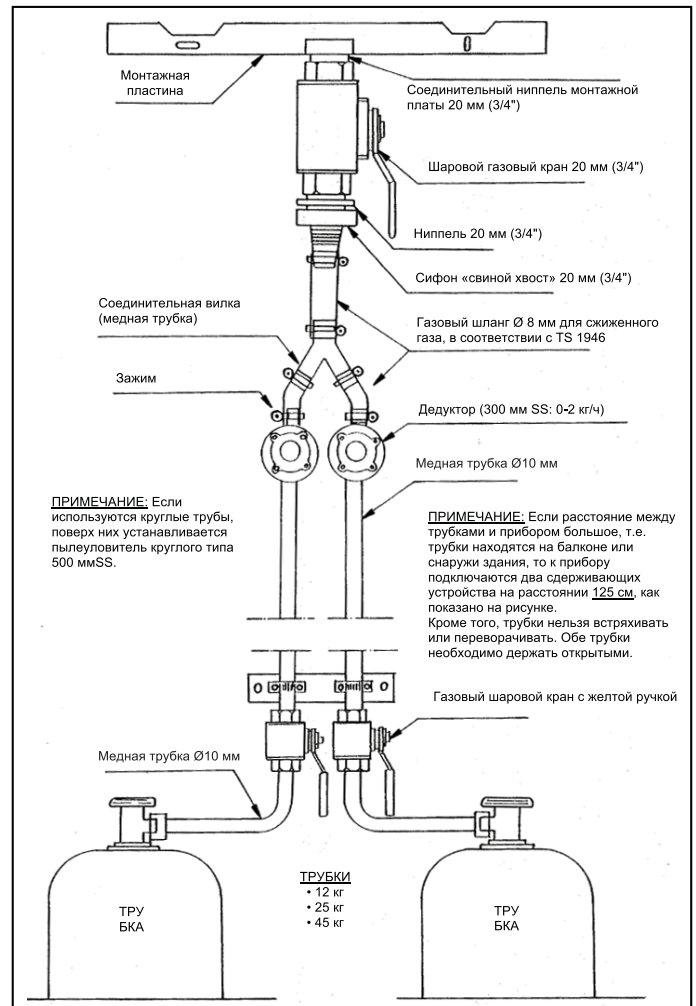 Монтажная
пластина
Соединительный ниппель монтажной
платы 20 мм (3/4")
Шаровой газовый кран 20 мм (3/4")
Ниппель 20 мм (3/4")
Сифон «свиной хвост" 20 мм (3/4")
Соединительная вилка
(медная трубка)
Газовый шланг Ø 8 мм для сжиженного
газа, в соответствии с TS 1946
Зажим
Дедуктор (300 мм SS: 0-2 кг/ч)
Медная трубка Ø10 мм
ПРИМЕЧАНИЕ: Если
используются круглые трубы,
поверх них устанавливается
пылеуловитель круглого типа
500 ммSS.
ПРИМЕЧАНИЕ: Если расстояние между
трубками и прибором большое, т.е.
трубки находятся на балконе или
снаружи здания, то к прибору
подключаются два сдерживающих
устройства на расстоянии 125 см, как
показано на рисунке.
Кроме того, трубки нельзя встряхивать
или переворачивать. Обе трубки
необходимо держать открытыми.
Газовый шаровой кран с желтой ручкой
Медная трубка Ø10 мм
ТРУБКИ
• 12 кг
• 25 кг
• 45 кг
ТРУ
БКА
ТРУ
БКА